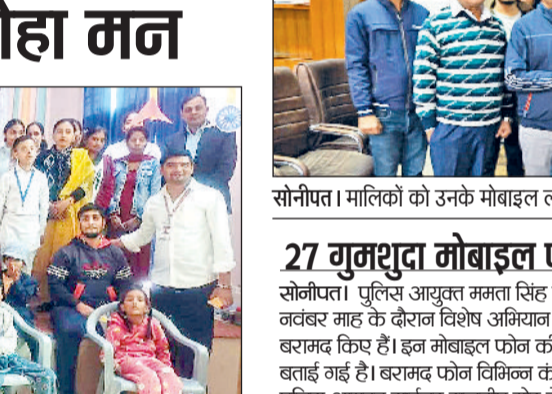 मन
सोनीपत। मालिकों को उनके मोबाइल
27 गुमशुदा मोबाइल
सोनीपत। पुलिस आयुक्त ममता सिंह
नवंबर माह के दौरान विशेष अभियान
बरामद किए हैं। इन मोबाइल फोन की
बताई गई है। बरामद फोन विभिन्न